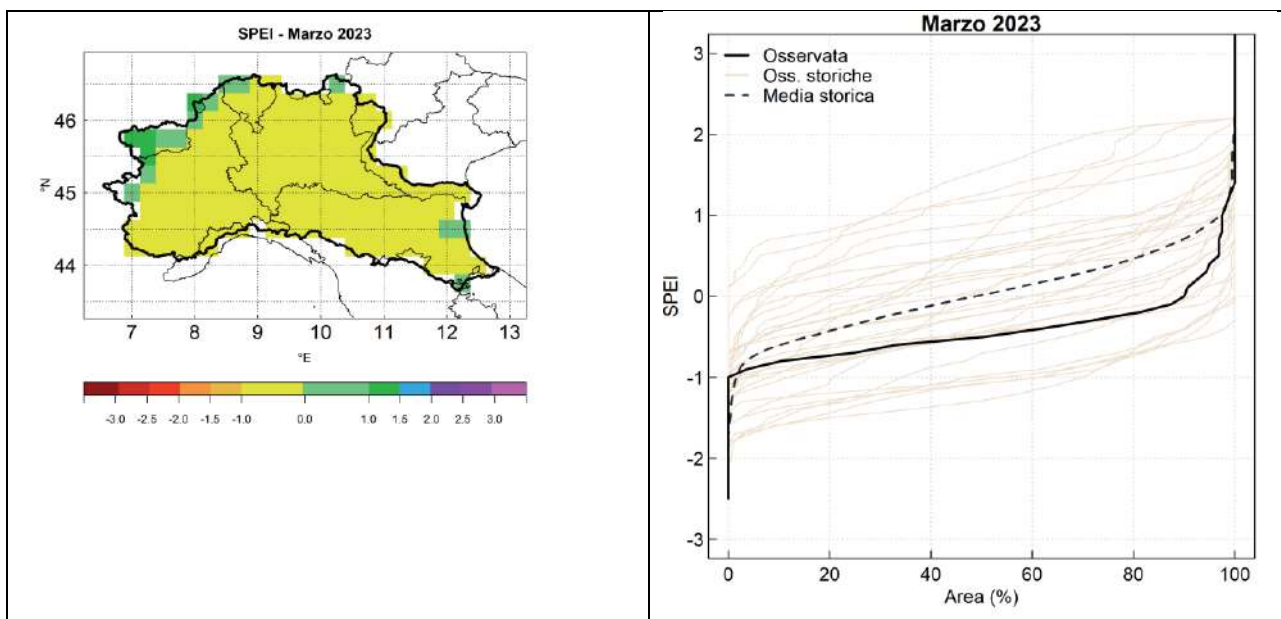 SPEI - Marzo 2023
46
45
44
°N
7 8 9 10 11 12 13
°E
-3.0 -2.5 -2.0 -1.5 -1.0 0.0 1.0 1.5 2.0 2.5 3.0
Marzo 2023
Osservata
Oss. storiche
Media storica
3
2
1
0
-1
-2
-3
SPEI
0 20 40 60 80 100
Area (%)